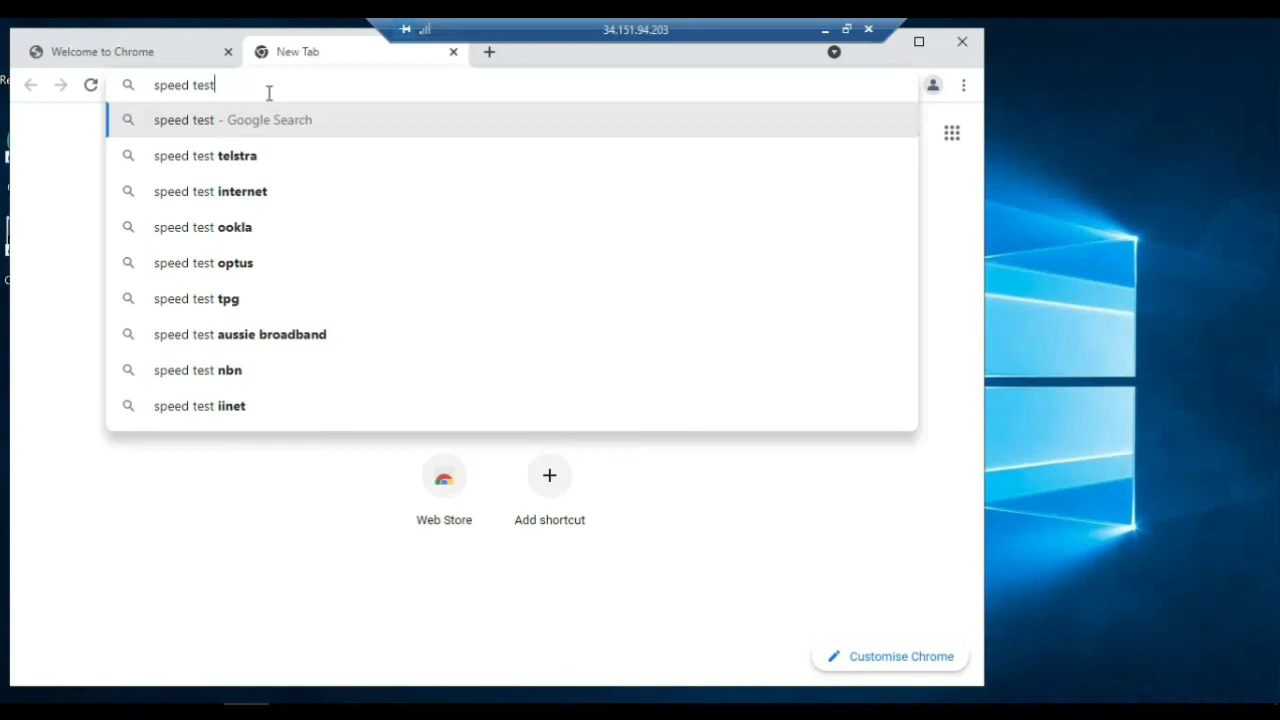 34.151.94.203
Welcome to Chrome
New Tab
speed test
speed test - Google Search
speed test telstra
speed test internet
speed test ookla
speed test optus
speed test tpg
speed test aussie broadband
speed test nbn
speed test iinet
Web Store
Add shortcut
Customise Chrome